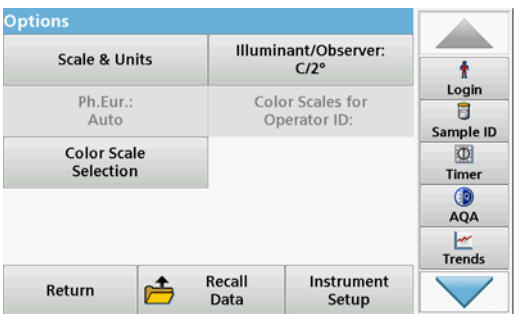 Options
Scale & Units
Illuminant/Observer:
C/2°
Ph.Eur.:
Auto
Color Scales for
Operator ID:
Color Scale
Selection
Return
Recall
Data
Instrument
Setup
Login
Sample ID
Timer
AQA
Trends